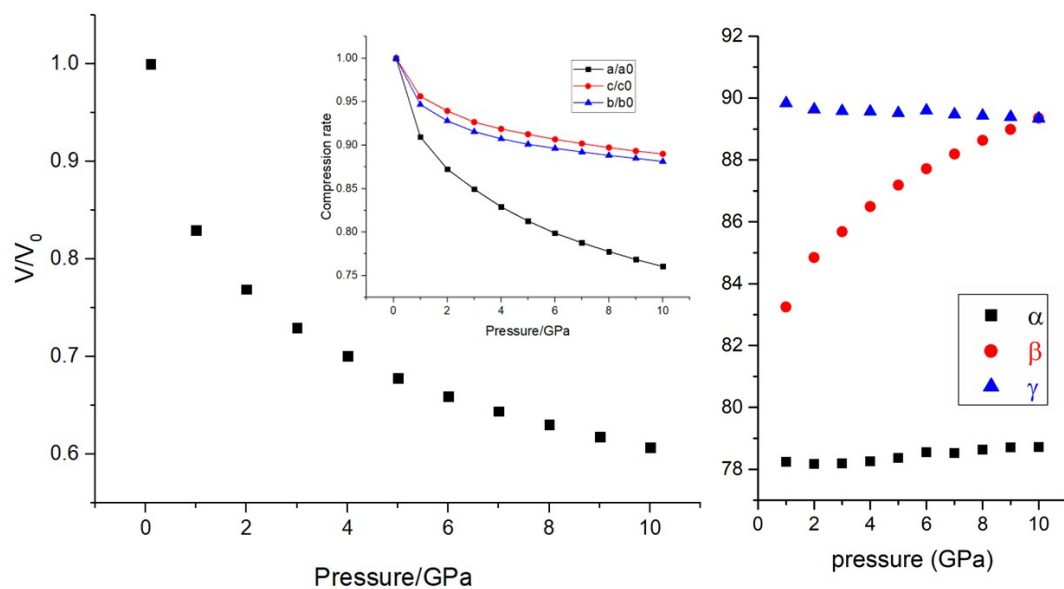 V/V0
1.0
0.9
0.8
0.7
0.6
0 2 4 6 8 10
Pressure/GPa
Compression rate
1.00
0.95
0.90
0.85
0.80
0.75
0 2 4 6 8 10
Pressure/GPa
a/a0
c/c0
b/b0
92
90
88
86
84
82
80
78
0 2 4 6 8 10
pressure (GPa)
α
β
γ